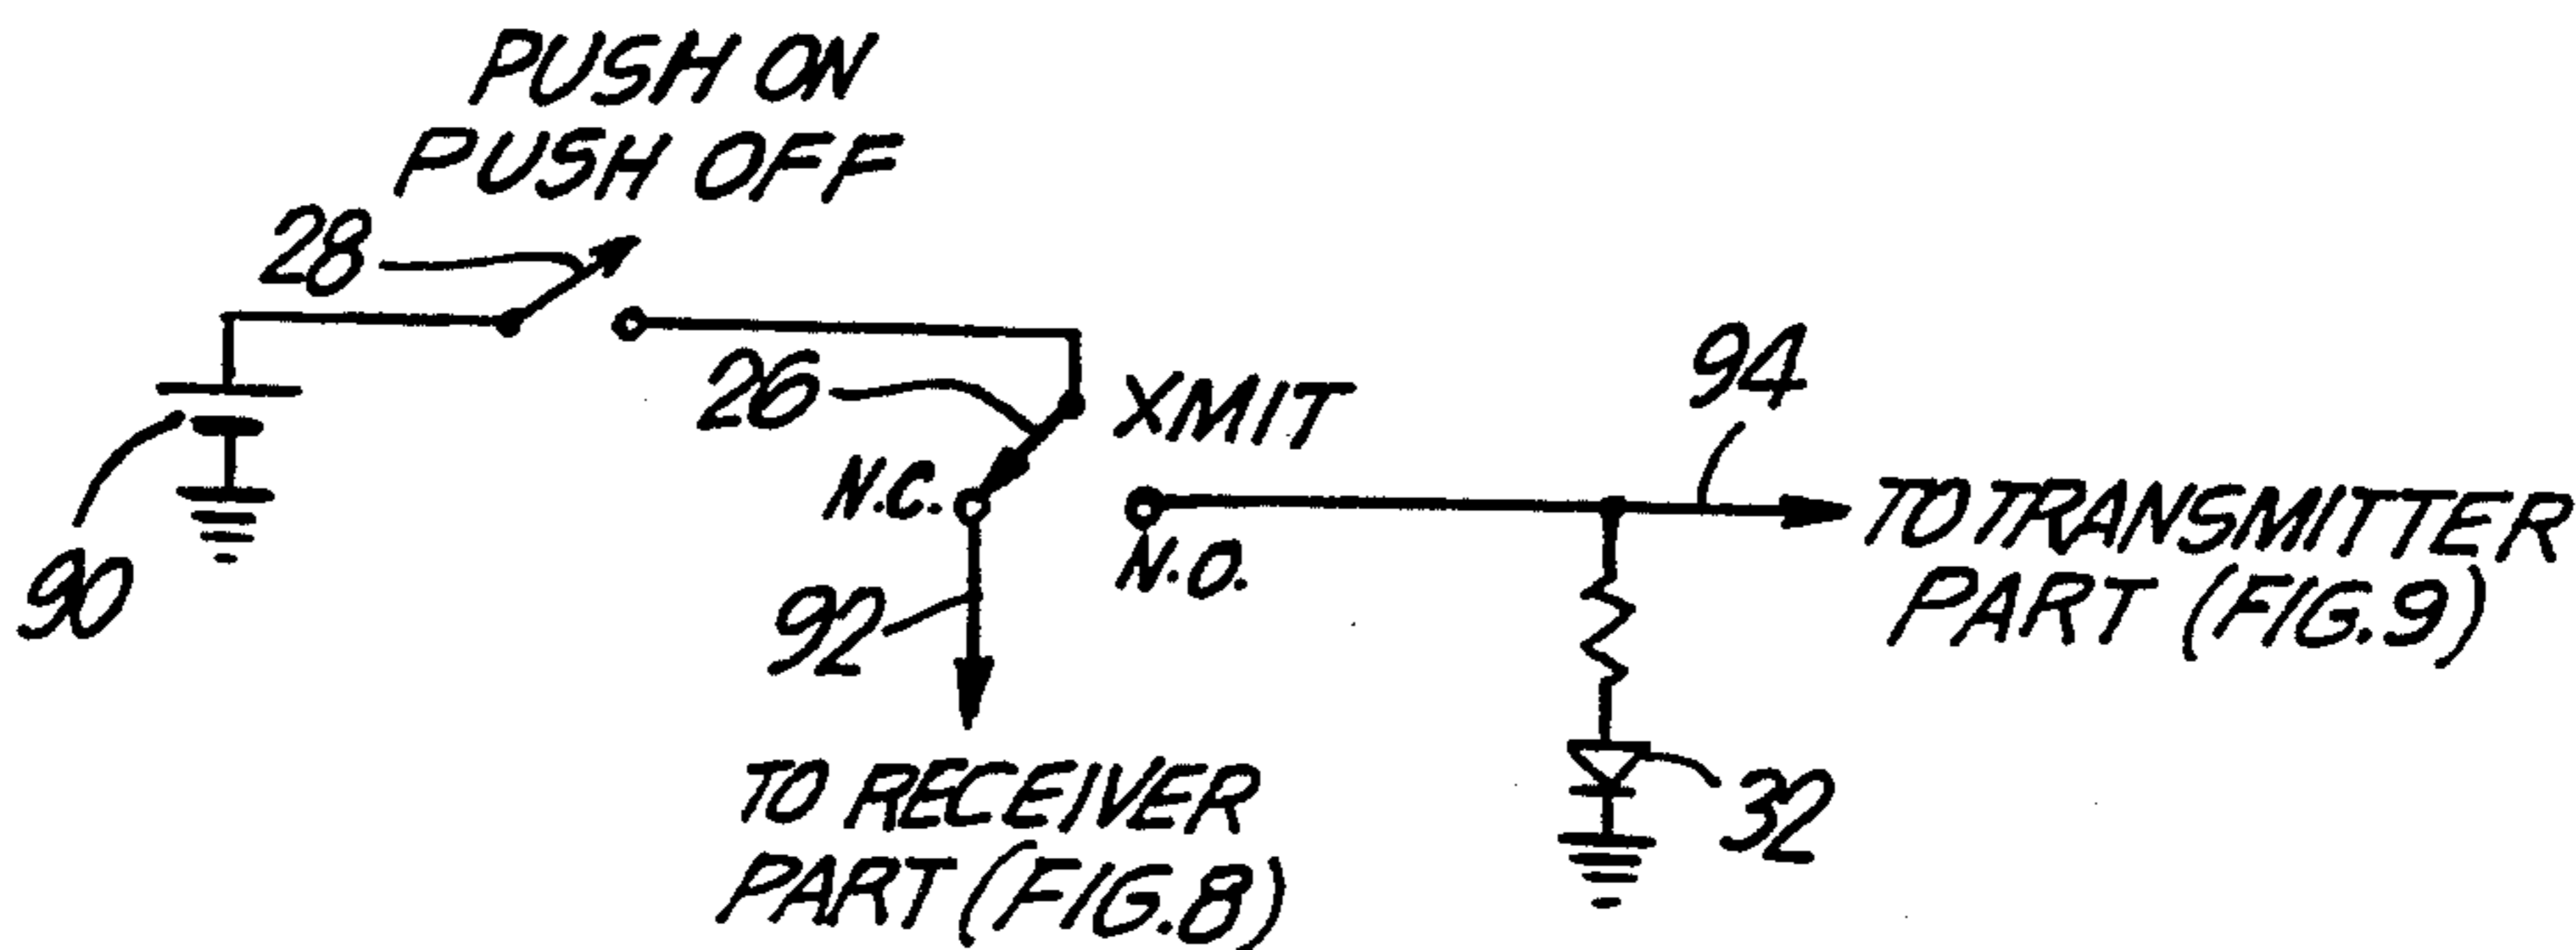 PUSH ON
PUSH OFF
28
26
XMIT
94
N.C.
N.O.
TO TRANSMITTER
PART (FIG. 9)
90
92
32
TO RECEIVER
PART (FIG. 8)